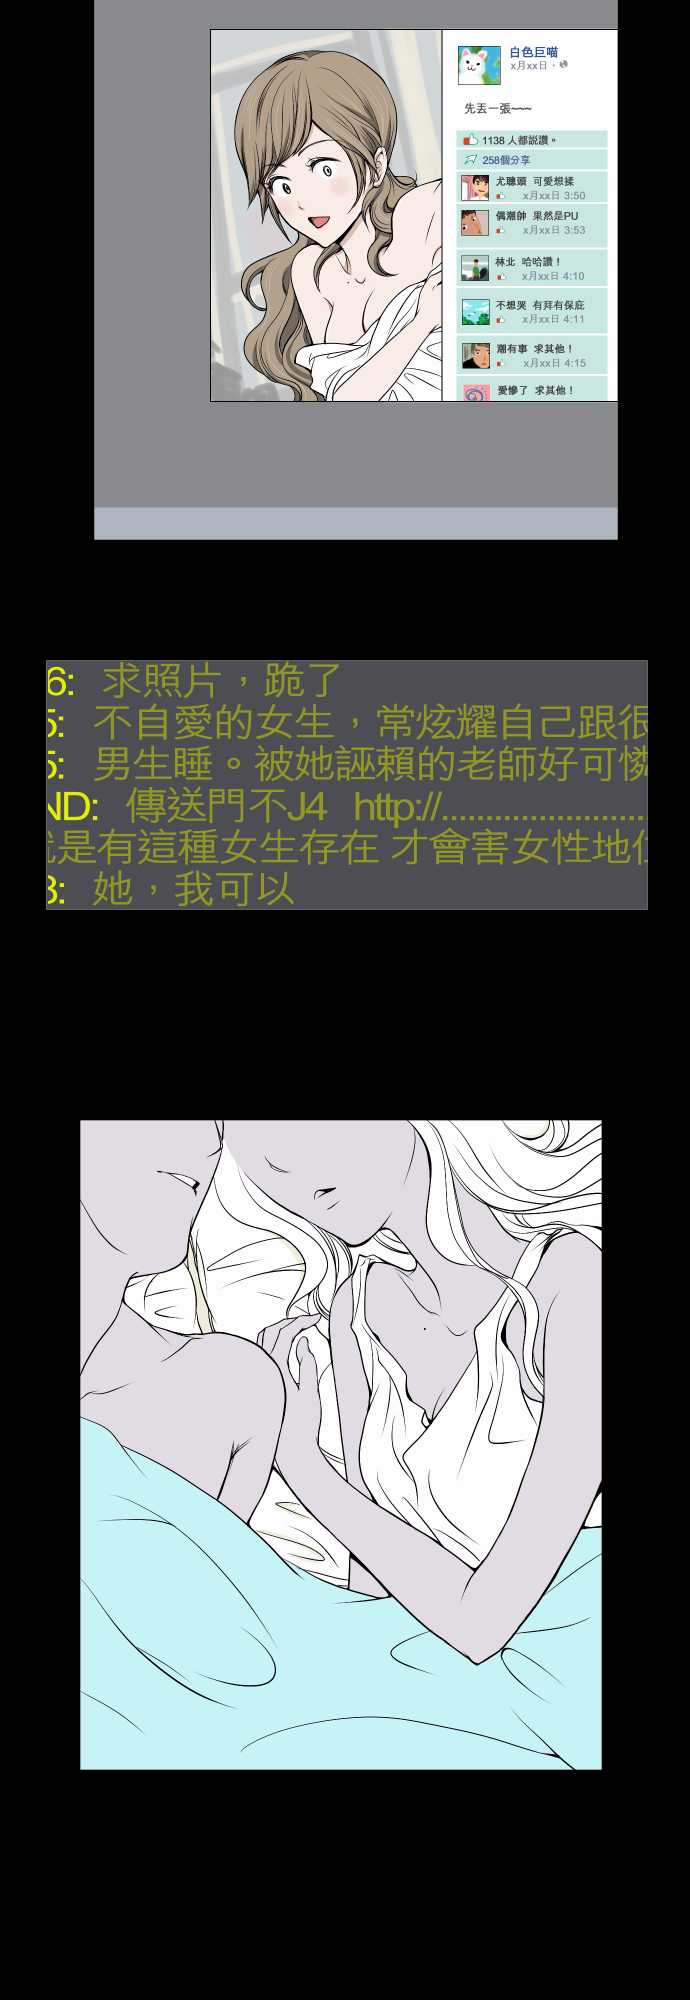 白色巨喵
x月xx日・
先丟一張~~~
1138 人都説讚。
258個分享
尤聰頭 可愛想揉
x月xx日 3:50
偶潮帥 果然是PU
x月xx日 3:53
林北 哈哈讚！
x月xx日 4:10
不想哭 有拜有保庇
x月xx日 4:11
潮有事 求其他！
x月xx日 4:15
愛慘了 求其他！
6: 求照片，跪了
5: 不自愛的女生，常炫耀自己跟很
5: 男生睡。被她誣賴的老師好可憐
ND: 傳送門不J4 http://.........................
就是有這種女生存在 才會害女性地位
3: 她，我可以